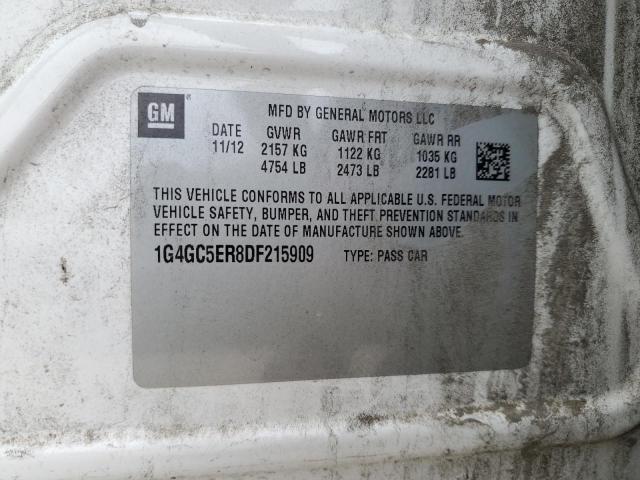 GM
MFD BY GENERAL MOTORS LLC
DATE GVWR GAWR FRT GAWR RR
11/12 2157 KG 1122 KG 1035 KG
4754 LB 2473 LB 2281 LB
THIS VEHICLE CONFORMS TO ALL APPLICABLE U.S. FEDERAL MOTOR
VEHICLE SAFETY, BUMPER, AND THEFT PREVENTION STANDARDS IN
EFFECT ON THE DATE OF MANUFACTURE SHOWN ABOVE.
1G4GC5ER8DF215909 TYPE: PASS CAR